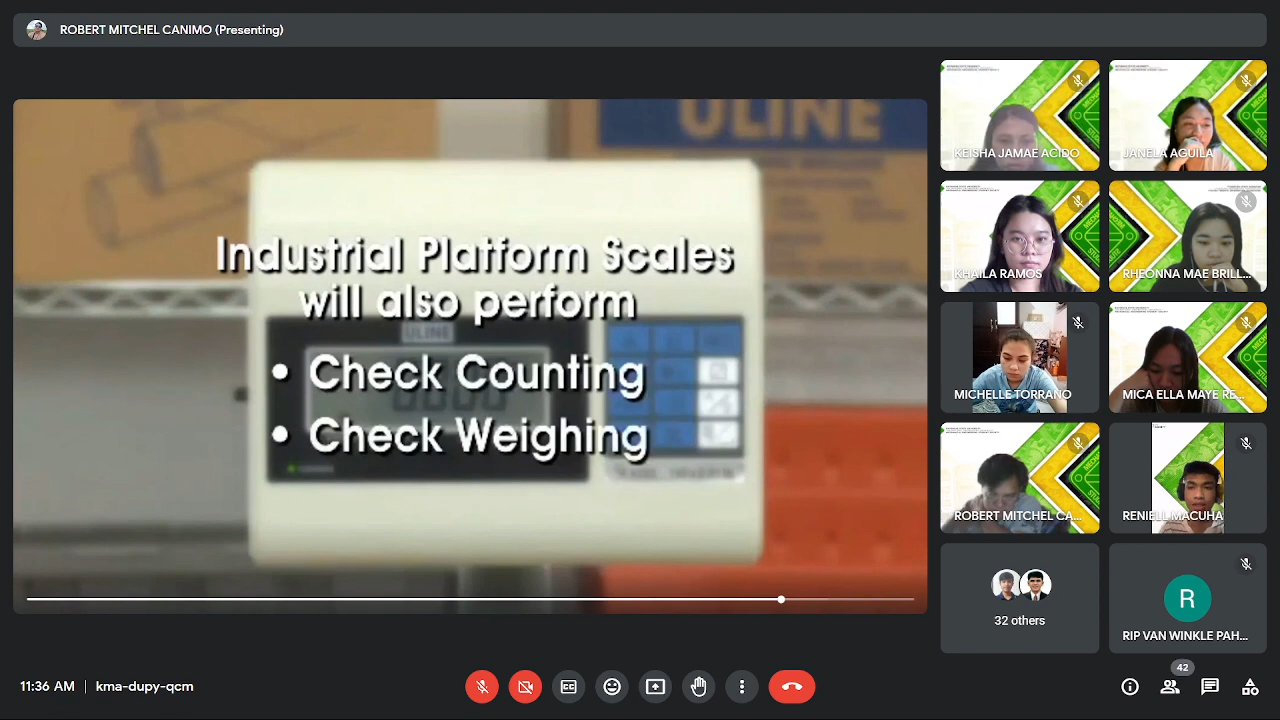 ROBERT MITCHEL CANIMO (Presenting)
ULINE
Industrial Platform Scales
will also perform
ULINE
• Check Counting
• Check Weighing
KEISHA JAMAE ACIDO
JANELA AGUILA
KHAILA RAMOS
RHEONNA MAE BRILL...
MICHELLE TORRANO
MICA ELLA MAYE RE...
ROBERT MITCHEL CA...
RENIELL MACUHA
32 others
R
RIP VAN WINKLE PAH...
11:36 AM | kma-dupy-qcm
42